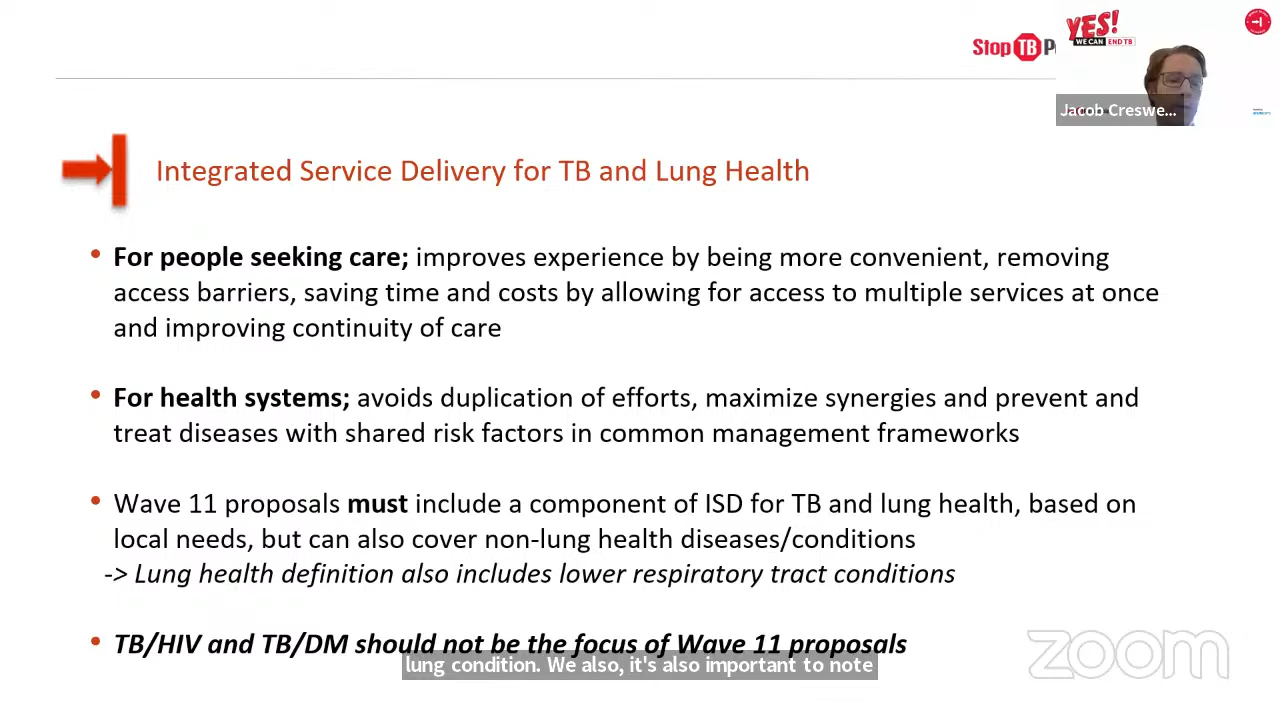 YES!
WE CAN END TB
Stop TB P
Jacob Creswe...
Integrated Service Delivery for TB and Lung Health
• For people seeking care; improves experience by being more convenient, removing
access barriers, saving time and costs by allowing for access to multiple services at once
and improving continuity of care
• For health systems; avoids duplication of efforts, maximize synergies and prevent and
treat diseases with shared risk factors in common management frameworks
• Wave 11 proposals must include a component of ISD for TB and lung health, based on
local needs, but can also cover non-lung health diseases/conditions
-> Lung health definition also includes lower respiratory tract conditions
• TB/HIV and TB/DM should not be the focus of Wave 11 proposals
lung condition. We also, it's also important to note
zoom